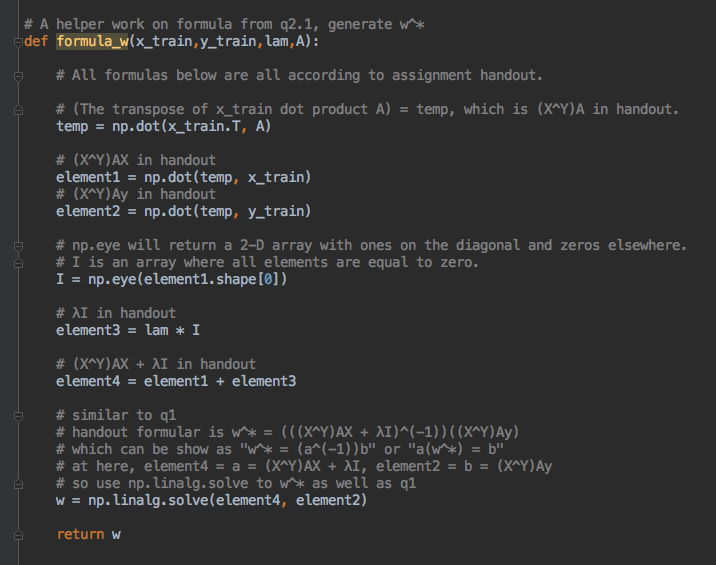 # A helper work on formula from q2.1, generate w^*
def formula_w(x_train,y_train,lam,A):
# All formulas below are all according to assignment handout.
# (The transpose of x_train dot product A) = temp, which is (X^Y)A in handout.
temp = np.dot(x_train.T, A)
# (X^Y)AX in handout
element1 = np.dot(temp, x_train)
# (X^Y)Ay in handout
element2 = np.dot(temp, y_train)
# np.eye will return a 2-D array with ones on the diagonal and zeros elsewhere.
# I is an array where all elements are equal to zero.
I = np.eye(element1.shape[0])
# λI in handout
element3 = lam * I
# (X^Y)AX + λI in handout
element4 = element1 + element3
# similar to q1
# handout formular is w^* = (((X^Y)AX + λI)^(-1))((X^Y)Ay)
# which can be show as "w^* = (a^(-1))b" or "a(w^*) = b"
# at here, element4 = a = (X^Y)AX + λI, element2 = b = (X^Y)Ay
# so use np.linalg.solve to w^* as well as q1
w = np.linalg.solve(element4, element2)
return w